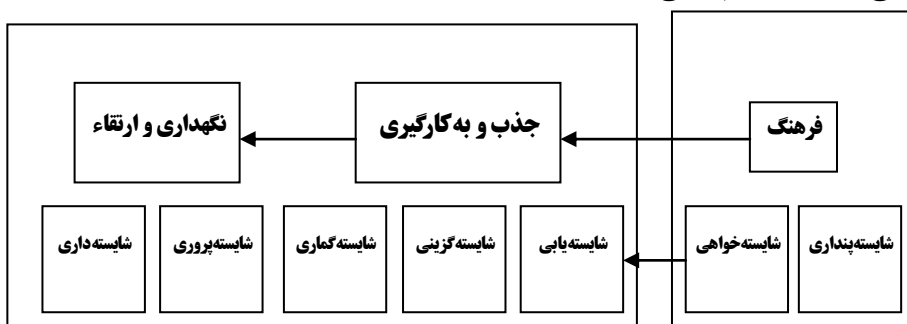 فرهنگ
جذب و به‌کارگیری
نگهداری و ارتقاء
شایسته‌پنداری
شایسته‌خواهی
شایسته‌یابی
شایسته‌گزینی
شایسته‌گماری
شایسته‌پروری
شایسته‌داری